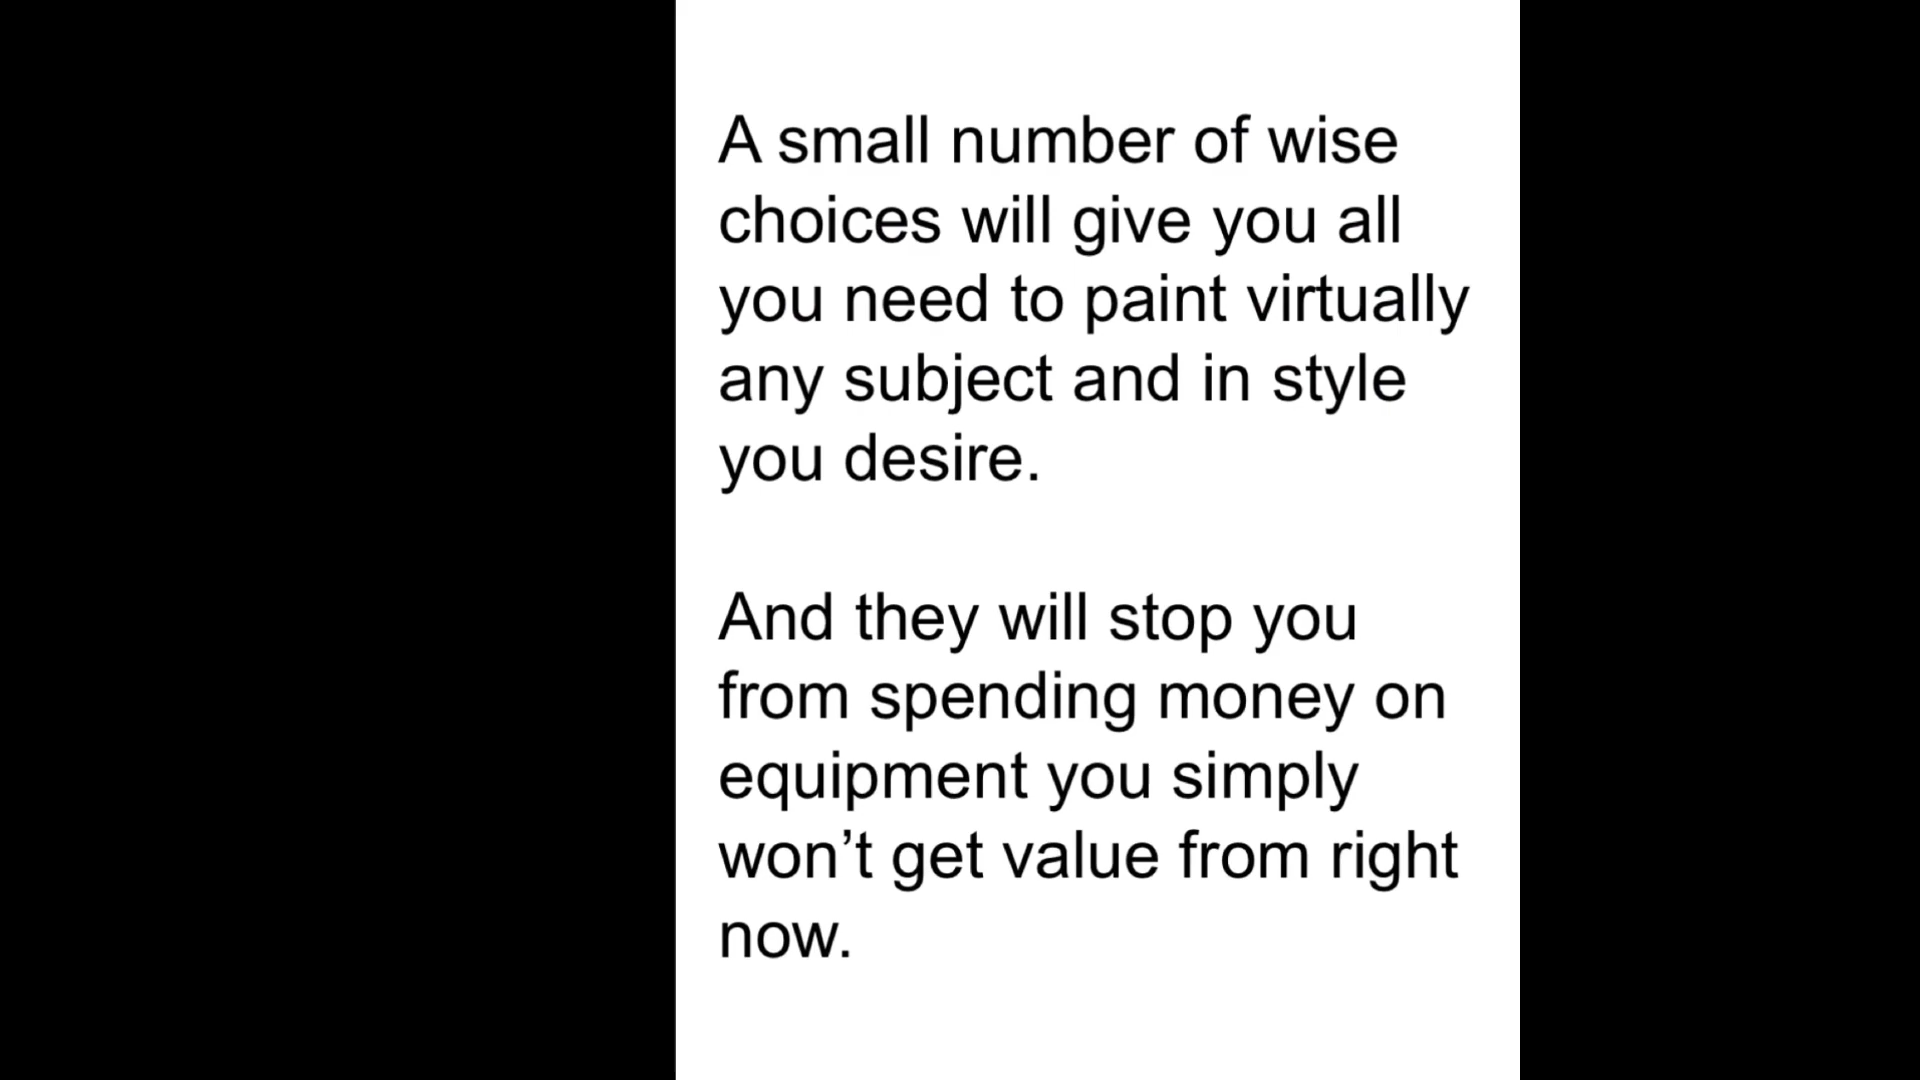 A small number of wise
choices will give you all
you need to paint virtually
any subject and in style
you desire.
And they will stop you
from spending money on
equipment you simply
won’t get value from right
now.